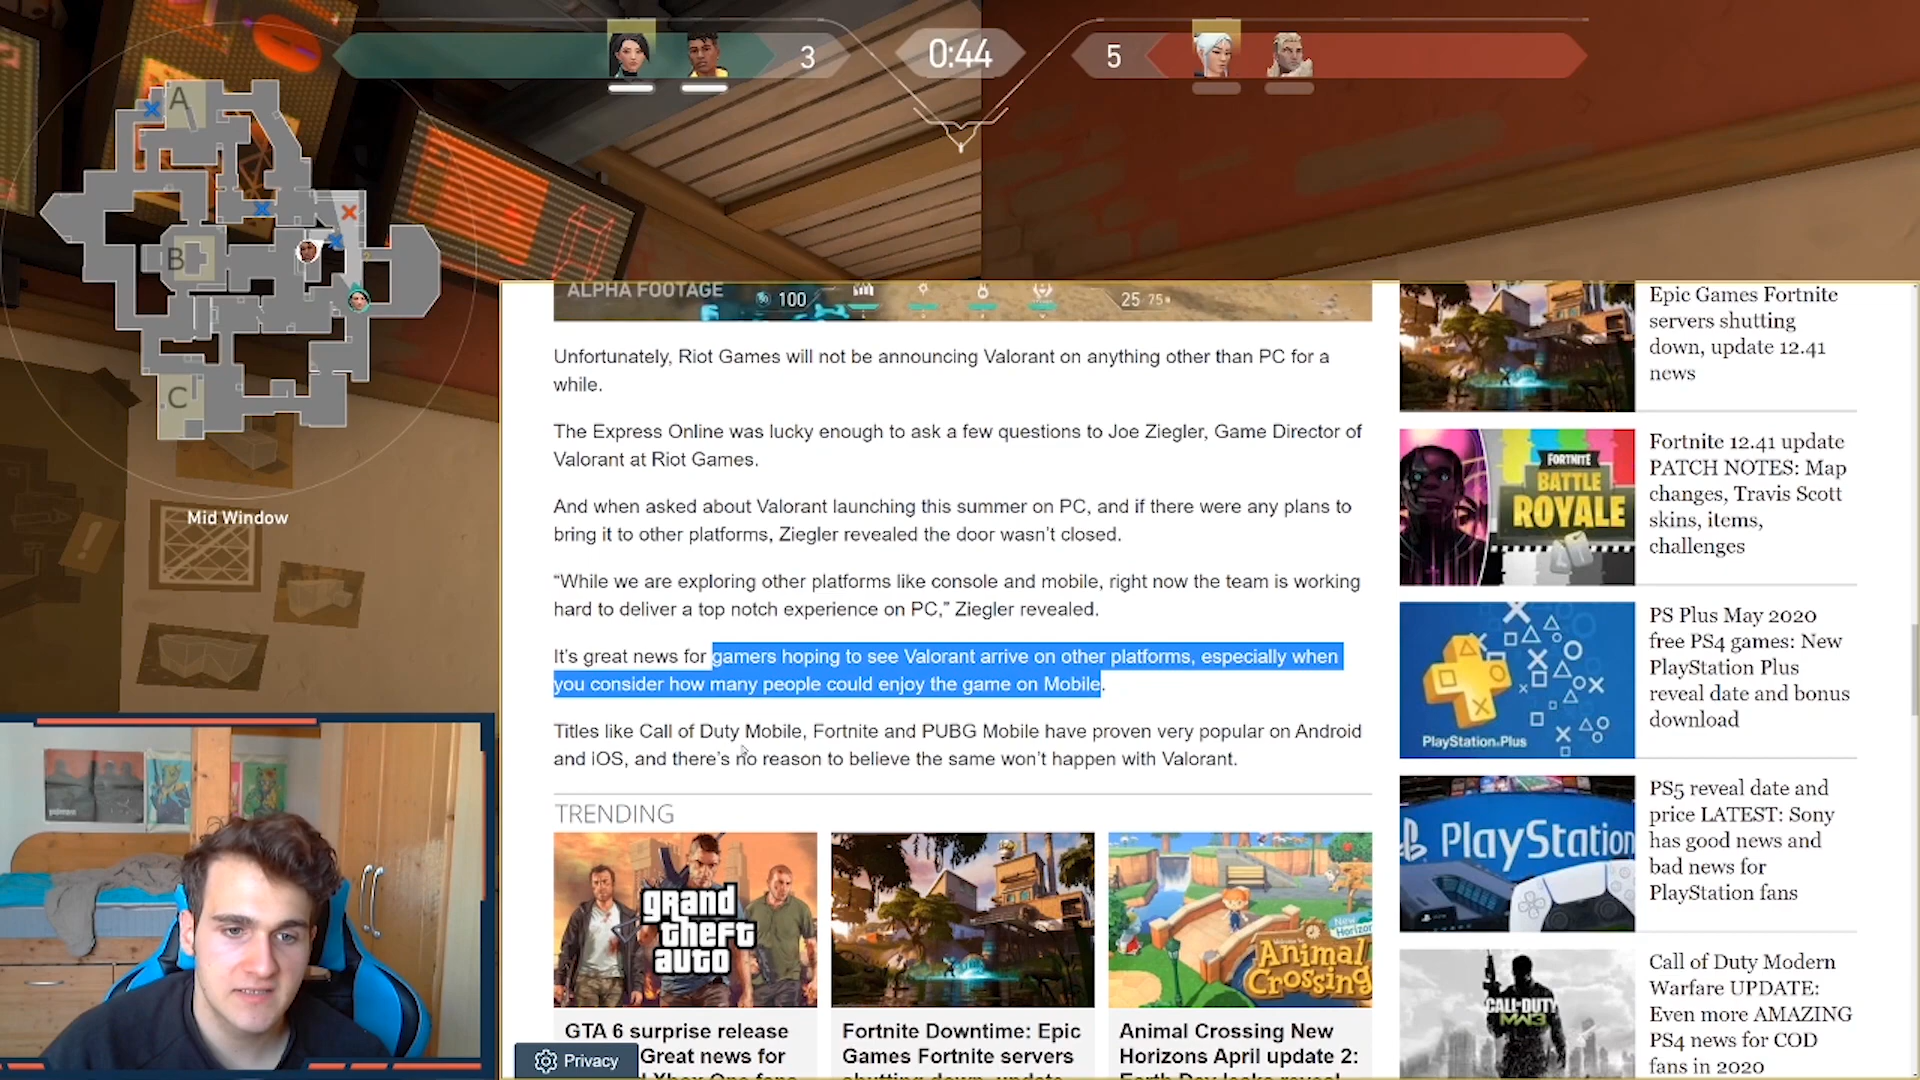 3
0:44
5
A
B
C
Mid Window
ALPHA FOOTAGE
100
25 75
Unfortunately, Riot Games will not be announcing Valorant on anything other than PC for a
while.
The Express Online was lucky enough to ask a few questions to Joe Ziegler, Game Director of
Valorant at Riot Games.
And when asked about Valorant launching this summer on PC, and if there were any plans to
bring it to other platforms, Ziegler revealed the door wasn't closed.
“While we are exploring other platforms like console and mobile, right now the team is working
hard to deliver a top notch experience on PC,” Ziegler revealed.
It's great news for gamers hoping to see Valorant arrive on other platforms, especially when
you consider how many people could enjoy the game on Mobile.
Titles like Call of Duty Mobile, Fortnite and PUBG Mobile have proven very popular on Android
and iOS, and there's no reason to believe the same won't happen with Valorant.
TRENDING
grand
theft
auto
New
Horizon
Animal
Crossing
GTA 6 surprise release
Great news for
Fortnite Downtime: Epic
Games Fortnite servers
shutting down, update
Animal Crossing New
Horizons April update 2:
Earth Day leaks reveal
Privacy
Epic Games Fortnite
servers shutting
down, update 12.41
news
FORTNITE
BATTLE
ROYALE
Fortnite 12.41 update
PATCH NOTES: Map
changes, Travis Scott
skins, items,
challenges
PlayStation Plus
PS Plus May 2020
free PS4 games: New
PlayStation Plus
reveal date and bonus
download
PlayStation
PS5 reveal date and
price LATEST: Sony
has good news and
bad news for
PlayStation fans
CALL·DUTY
MW3
Call of Duty Modern
Warfare UPDATE:
Even more AMAZING
PS4 news for COD
fans in 2020